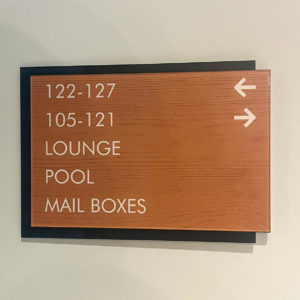 122-127 ←
105-121 →
LOUNGE
POOL
MAIL BOXES